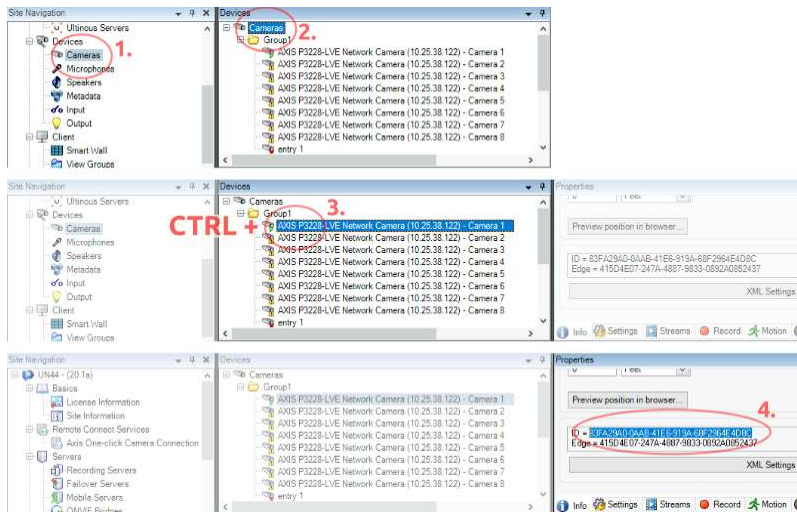 Site Navigation
Ultinous Servers
Devices
Cameras
Microphones
Speakers
Metadata
Input
Output
Client
Smart Wall
View Groups
1.
Devices
Cameras
Group1
AXIS P3228-LVE Network Camera (10.25.38.122) - Camera 1
AXIS P3228-LVE Network Camera (10.25.38.122) - Camera 2
AXIS P3228-LVE Network Camera (10.25.38.122) - Camera 3
AXIS P3228-LVE Network Camera (10.25.38.122) - Camera 4
AXIS P3228-LVE Network Camera (10.25.38.122) - Camera 5
AXIS P3228-LVE Network Camera (10.25.38.122) - Camera 6
AXIS P3228-LVE Network Camera (10.25.38.122) - Camera 7
AXIS P3228-LVE Network Camera (10.25.38.122) - Camera 8
entry 1
2.
Site Navigation
Ultinous Servers
Devices
Cameras
Microphones
Speakers
Metadata
Input
Output
Client
Smart Wall
View Groups
CTRL +
3.
Devices
Cameras
Group1
AXIS P3228-LVE Network Camera (10.25.38.122) - Camera 1
AXIS P3228-LVE Network Camera (10.25.38.122) - Camera 2
AXIS P3228-LVE Network Camera (10.25.38.122) - Camera 3
AXIS P3228-LVE Network Camera (10.25.38.122) - Camera 4
AXIS P3228-LVE Network Camera (10.25.38.122) - Camera 5
AXIS P3228-LVE Network Camera (10.25.38.122) - Camera 6
AXIS P3228-LVE Network Camera (10.25.38.122) - Camera 7
AXIS P3228-LVE Network Camera (10.25.38.122) - Camera 8
entry 1
Properties
Preview position in browser...
ID = 83FA29A0-0AAB-41E6-919A-68F2964E4D8C
Edge = 415D4E07-247A-4887-9833-0892A0852437
XML Settings
Info Settings Streams Record Motion
Site Navigation
UN44 - (20.1a)
Basics
License Information
Site Information
Remote Connect Services
Axis One-click Camera Connection
Servers
Recording Servers
Failover Servers
Mobile Servers
ONVIF Bridges
Devices
Cameras
Group1
AXIS P3228-LVE Network Camera (10.25.38.122) - Camera 1
AXIS P3228-LVE Network Camera (10.25.38.122) - Camera 2
AXIS P3228-LVE Network Camera (10.25.38.122) - Camera 3
AXIS P3228-LVE Network Camera (10.25.38.122) - Camera 4
AXIS P3228-LVE Network Camera (10.25.38.122) - Camera 5
AXIS P3228-LVE Network Camera (10.25.38.122) - Camera 6
AXIS P3228-LVE Network Camera (10.25.38.122) - Camera 7
AXIS P3228-LVE Network Camera (10.25.38.122) - Camera 8
entry 1
Properties
Preview position in browser...
4.
ID = 83FA29A0-0AAB-41E6-919A-68F2964E4D8C
Edge = 415D4E07-247A-4887-9833-0892A0852437
XML Settings
Info Settings Streams Record Motion